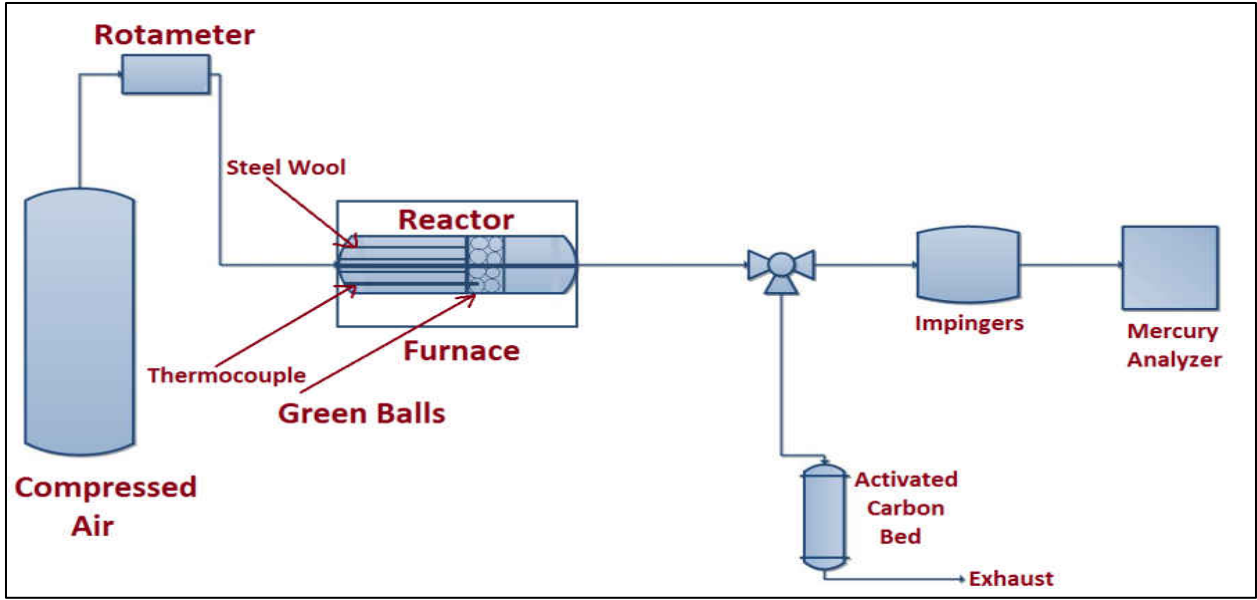 Rotameter
Steel Wool
Reactor
Furnace
Thermocouple
Green Balls
Compressed
Air
Impingers
Mercury
Analyzer
Activated
Carbon
Bed
Exhaust